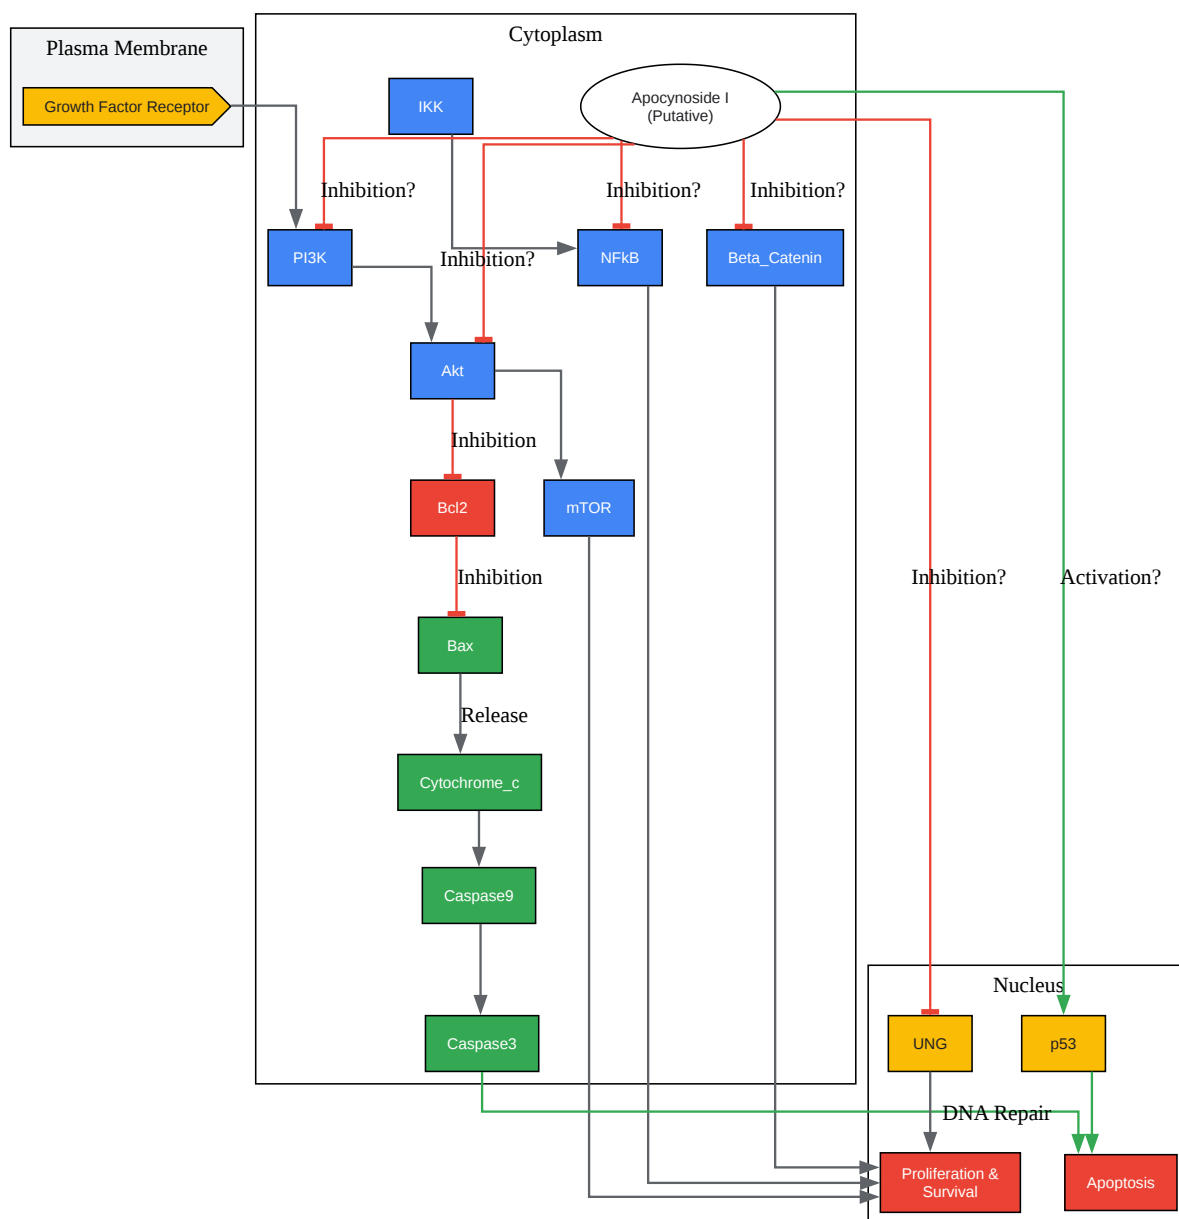 Cytoplasm
Plasma Membrane
Growth Factor Receptor
IKK
Apocynoside I
(Putative)
Inhibition?
Inhibition?
Inhibition?
PI3K
Inhibition?
NFkB
Beta_Catenin
Akt
Inhibition
Bcl2
mTOR
Inhibition
Inhibition?
Activation?
Bax
Release
Cytochrome_c
Caspase9
Nucleus
Caspase3
UNG
p53
DNA Repair
Proliferation &
Survival
Apoptosis